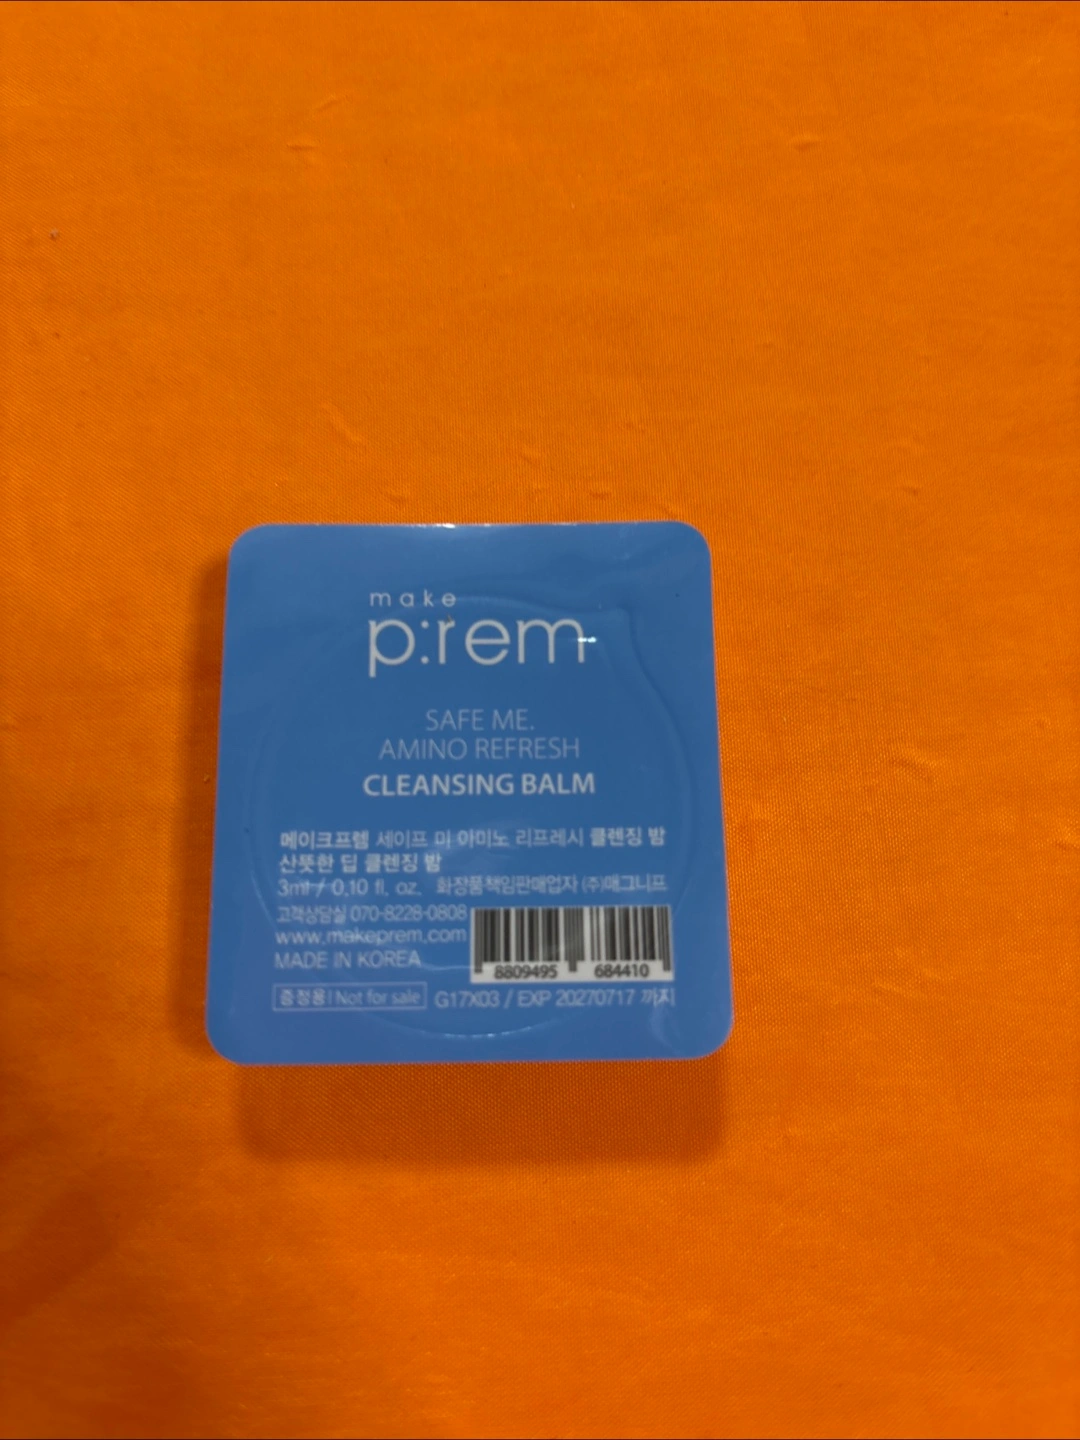 make
p:rem
SAFE ME.
AMINO REFRESH
CLEANSING BALM
메이크프렘 세이프 미 아미노 리프레시 클렌징 밤
산뜻한 딥 클렌징 밤
3ml / 0.10 fl. oz. 화장품책임판매업자 (주)매그니프
고객상담실 070-8228-0808
www.makeprem.com
MADE IN KOREA
8809495 684410
증정용 | Not for sale G17X03 / EXP 20270717 까지